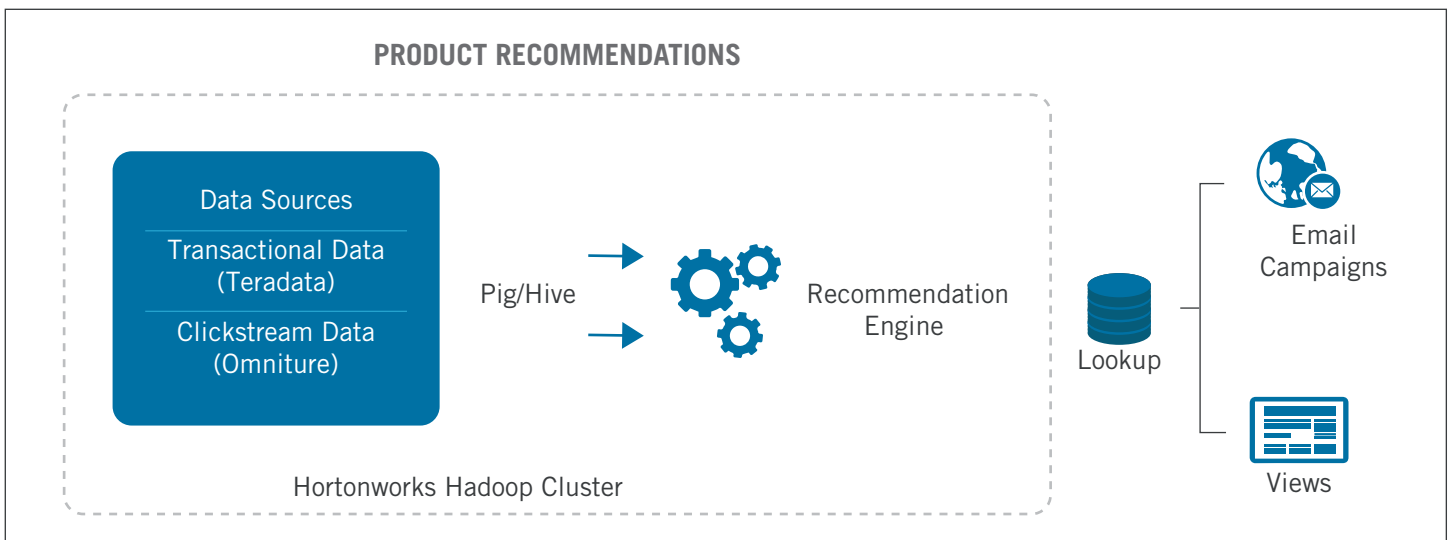 PRODUCT RECOMMENDATIONS
Data Sources
Transactional Data
(Teradata)
Clickstream Data
(Omniture)
Pig/Hive
Recommendation
Engine
Hortonworks Hadoop Cluster
Lookup
Email
Campaigns
Views